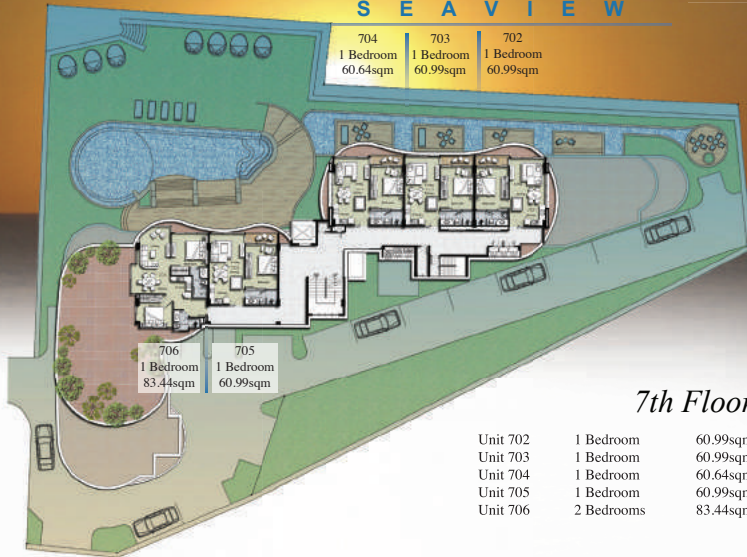 SEAVIEW
704
1 Bedroom
60.64sqm
703
1 Bedroom
60.99sqm
702
1 Bedroom
60.99sqm
706
1 Bedroom
83.44sqm
705
1 Bedroom
60.99sqm
7th Floor
Unit 702 1 Bedroom 60.99sqm
Unit 703 1 Bedroom 60.99sqm
Unit 704 1 Bedroom 60.64sqm
Unit 705 1 Bedroom 60.99sqm
Unit 706 2 Bedrooms 83.44sqm